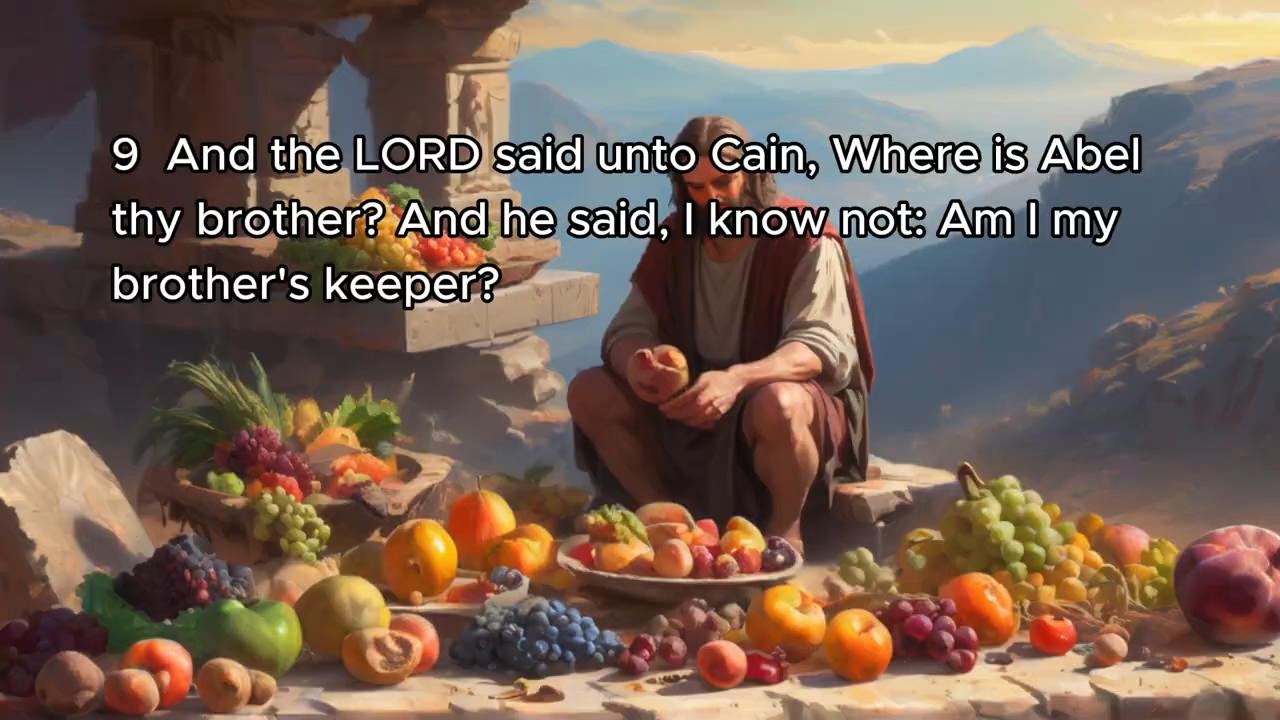 9  And the LORD said unto Cain, Where is Abel
thy brother? And he said, I know not: Am I my
brother's keeper?